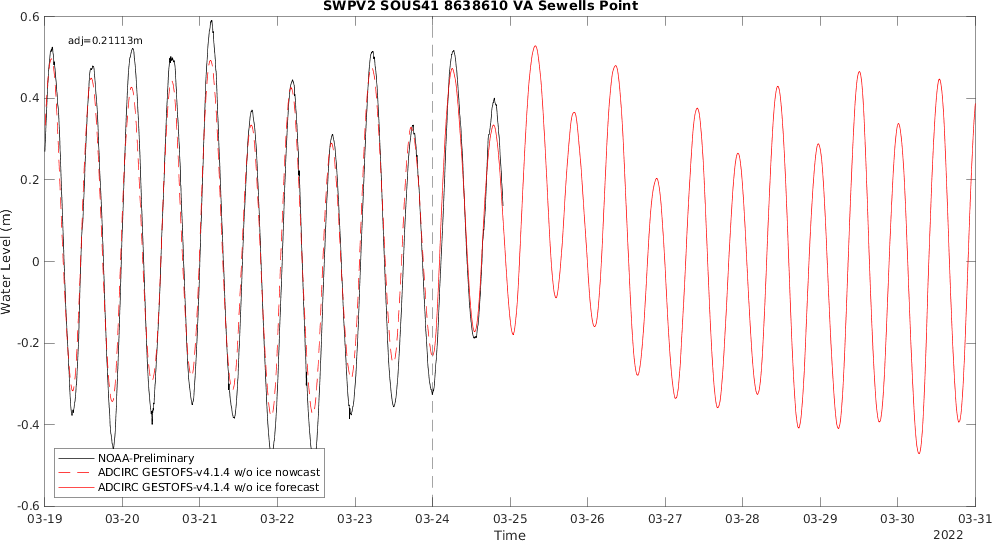 SWPV2 SOUS41 8638610 VA Sewells Point
adj=0.21113m
0.6
0.4
0.2
0
-0.2
-0.4
-0.6
Water Level (m)
NOAA-Preliminary
ADCIRC GESTOFS-v4.1.4 w/o ice nowcast
ADCIRC GESTOFS-v4.1.4 w/o ice forecast
03-19 03-20 03-21 03-22 03-23 03-24 03-25 03-26 03-27 03-28 03-29 03-30 03-31
Time
2022